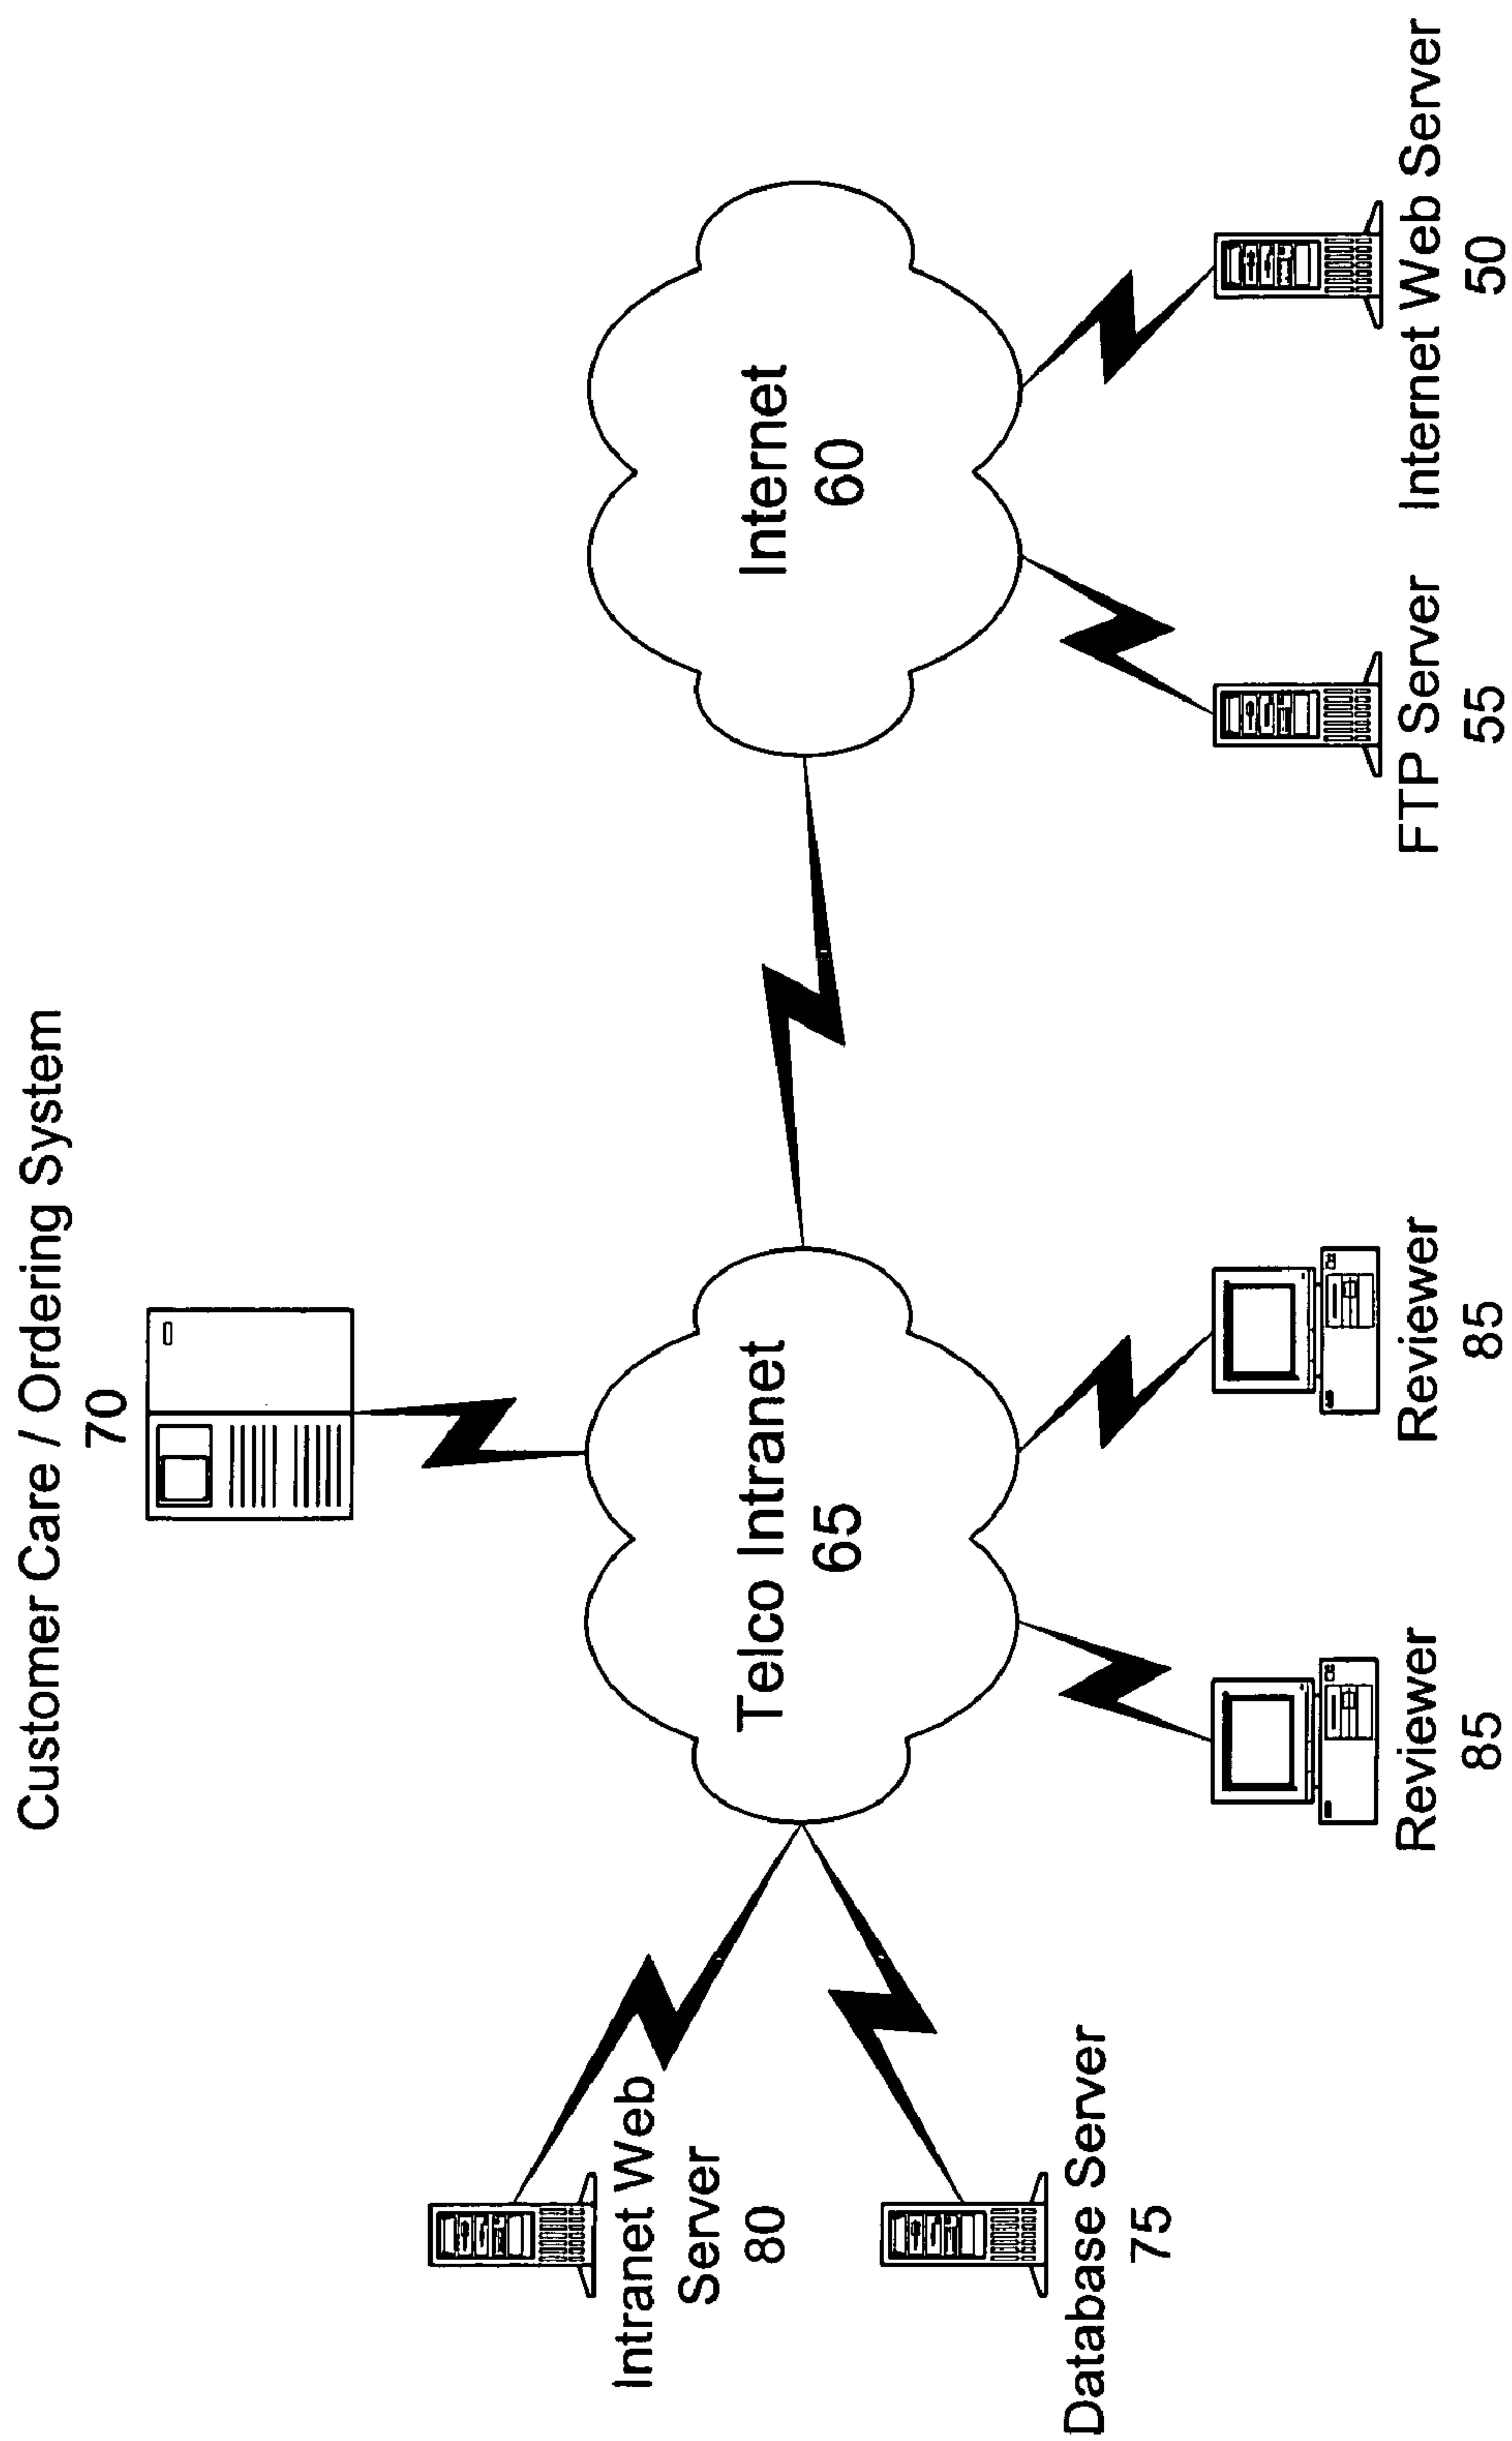 Customer Care / Ordering System
70
Intranet Web
Server
80
Database Server
75
Telco Intranet
65
Internet
60
Reviewer
85
Reviewer
85
FTP Server
55
Internet Web Server
50